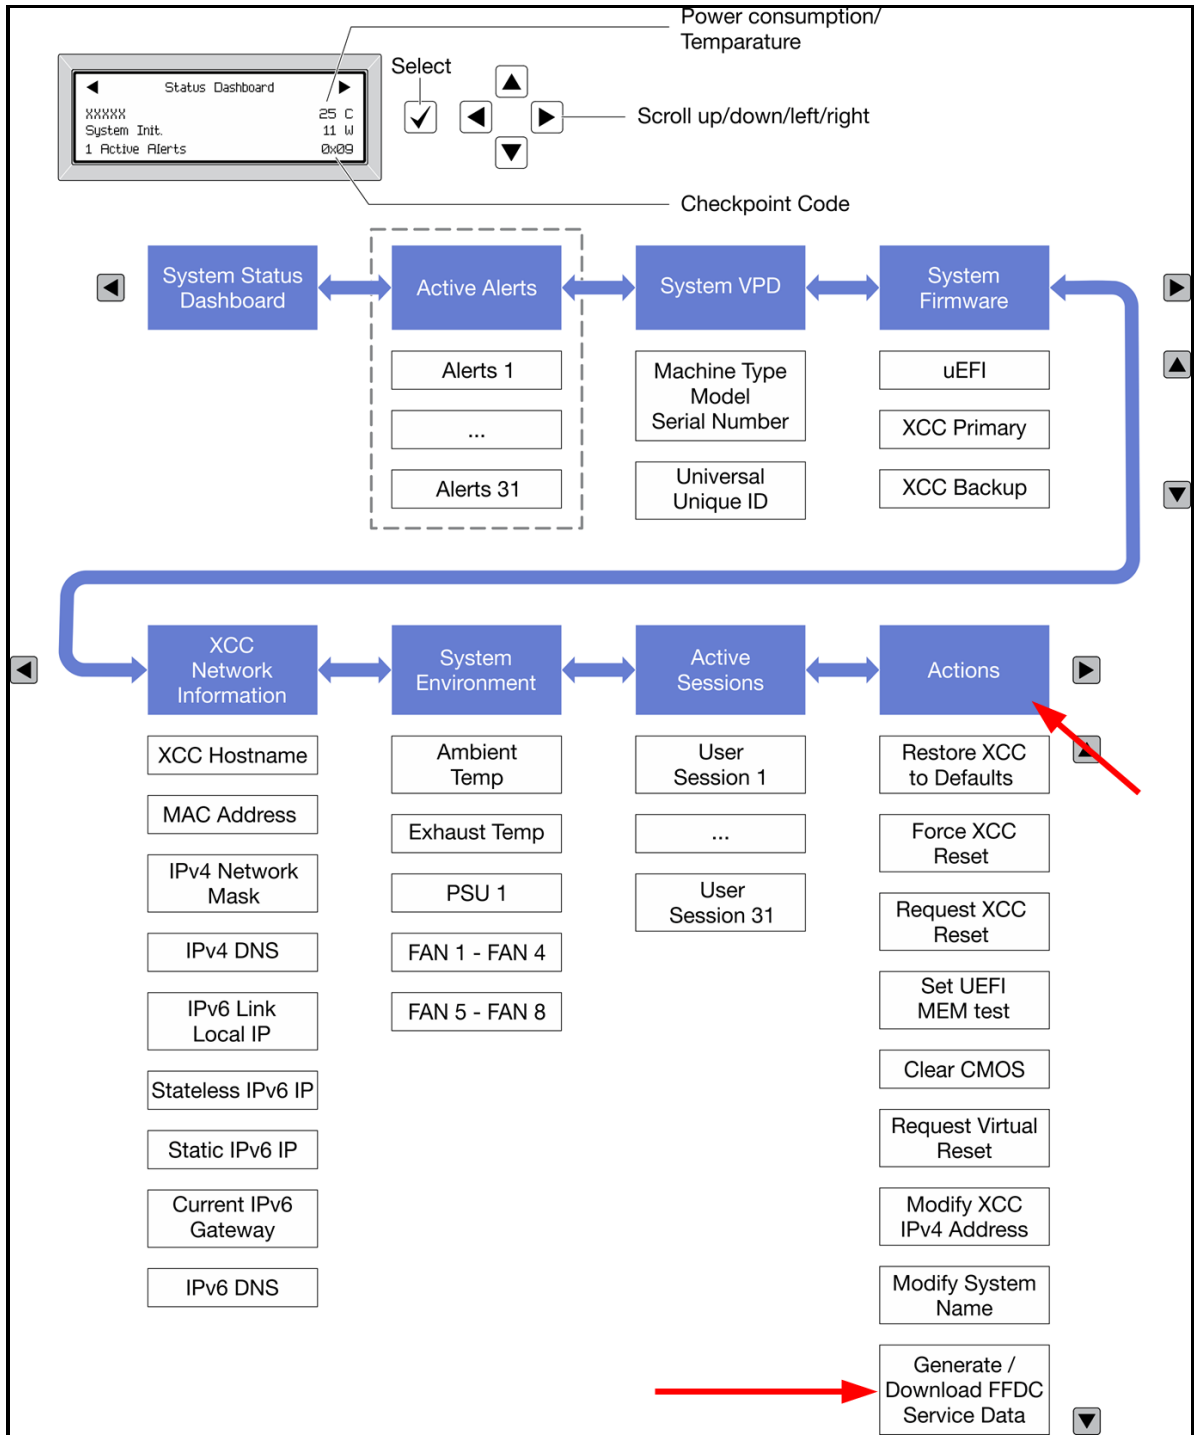 Power consumption/
Temparature
Select
Status Dashboard
XXXXX 25 C
System Init. 11 W
1 Active Alerts 0x09
Scroll up/down/left/right
Checkpoint Code
System Status
Dashboard
Active Alerts
System VPD
System
Firmware
Alerts 1
...
Alerts 31
Machine Type
Model
Serial Number
Universal
Unique ID
uEFI
XCC Primary
XCC Backup
XCC
Network
Information
System
Environment
Active
Sessions
Actions
XCC Hostname
MAC Address
IPv4 Network
Mask
IPv4 DNS
IPv6 Link
Local IP
Stateless IPv6 IP
Static IPv6 IP
Current IPv6
Gateway
IPv6 DNS
Ambient
Temp
Exhaust Temp
PSU 1
FAN 1 - FAN 4
FAN 5 - FAN 8
User
Session 1
...
User
Session 31
Restore XCC
to Defaults
Force XCC
Reset
Request XCC
Reset
Set UEFI
MEM test
Clear CMOS
Request Virtual
Reset
Modify XCC
IPv4 Address
Modify System
Name
Generate /
Download FFDC
Service Data